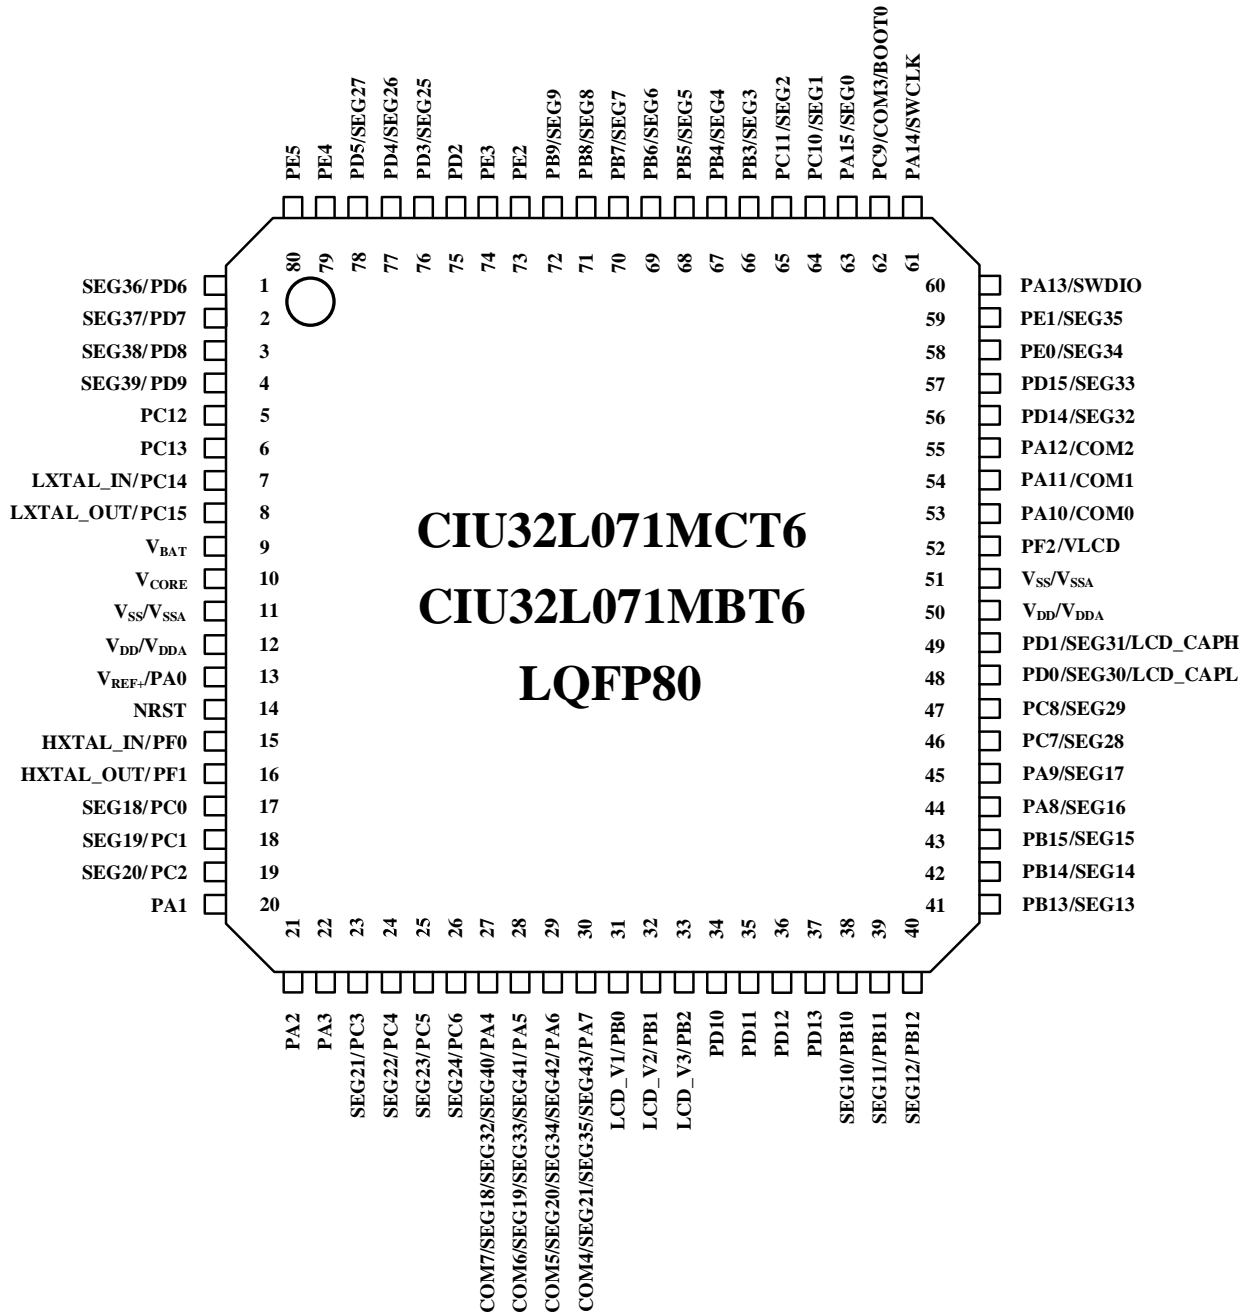 PE5
PE4
PD5/SEG27
PD4/SEG26
PD3/SEG25
PD2
PE3
PE2
PB9/SEG9
PB8/SEG8
PB7/SEG7
PB6/SEG6
PB5/SEG5
PB4/SEG4
PB3/SEG3
PC11/SEG2
PC10/SEG1
PA15/SEG0
PC9/COM3/BOOT0
PA14/SWCLK
80
79
78
77
76
75
74
73
72
71
70
69
68
67
66
65
64
63
62
61
SEG36/PD6 1
SEG37/PD7 2
SEG38/PD8 3
SEG39/PD9 4
PC12 5
PC13 6
LXTAL_IN/PC14 7
LXTAL_OUT/PC15 8
VBAT 9
VCORE 10
VSS/VSSA 11
VDD/VDDA 12
VREF+/PA0 13
NRST 14
HXTAL_IN/PF0 15
HXTAL_OUT/PF1 16
SEG18/PC0 17
SEG19/PC1 18
SEG20/PC2 19
PA1 20
CIU32L071MCT6
CIU32L071MBT6
LQFP80
60 PA13/SWDIO
59 PE1/SEG35
58 PE0/SEG34
57 PD15/SEG33
56 PD14/SEG32
55 PA12/COM2
54 PA11/COM1
53 PA10/COM0
52 PF2/VLCD
51 VSS/VSSA
50 VDD/VDDA
49 PD1/SEG31/LCD_CAPH
48 PD0/SEG30/LCD_CAPL
47 PC8/SEG29
46 PC7/SEG28
45 PA9/SEG17
44 PA8/SEG16
43 PB15/SEG15
42 PB14/SEG14
41 PB13/SEG13
21
22
23
24
25
26
27
28
29
30
31
32
33
34
35
36
37
38
39
40
PA2
PA3
SEG21/PC3
SEG22/PC4
SEG23/PC5
SEG24/PC6
COM7/SEG18/SEG32/SEG40/PA4
COM6/SEG19/SEG33/SEG41/PA5
COM5/SEG20/SEG34/SEG42/PA6
COM4/SEG21/SEG35/SEG43/PA7
LCD_V1/PB0
LCD_V2/PB1
LCD_V3/PB2
PD10
PD11
PD12
PD13
SEG10/PB10
SEG11/PB11
SEG12/PB12